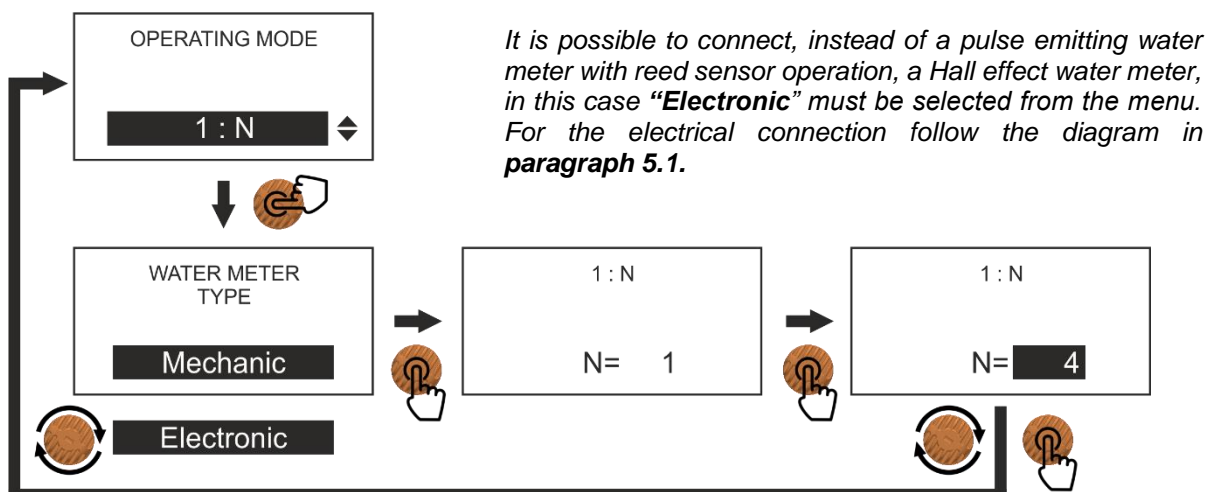 OPERATING MODE
1 : N
It is possible to connect, instead of a pulse emitting water
meter with reed sensor operation, a Hall effect water meter,
in this case “Electronic” must be selected from the menu.
For the electrical connection follow the diagram in
paragraph 5.1.
WATER METER
TYPE
Mechanic
Electronic
1 : N
N= 1
1 : N
N= 4